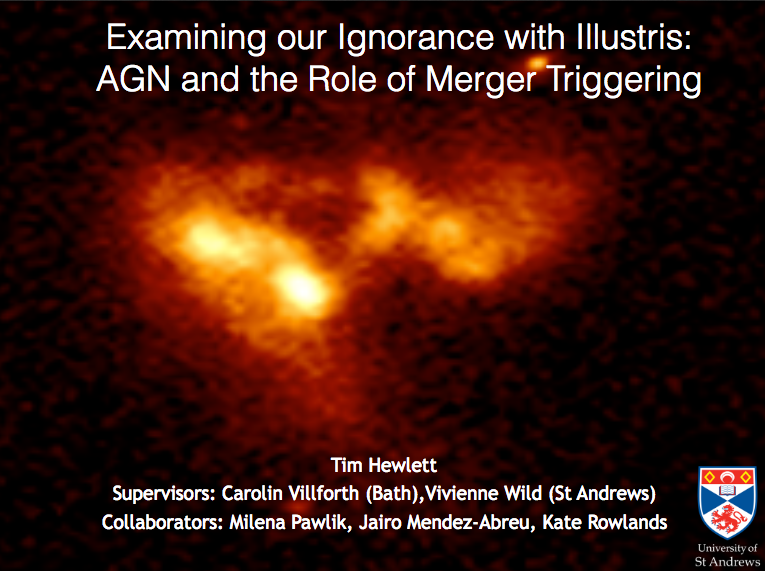 Examining our Ignorance with Illustris:
AGN and the Role of Merger Triggering
Tim Hewlett
Supervisors: Carolin Villforth (Bath),Vivienne Wild (St Andrews)
Collaborators: Milena Pawlik, Jairo Mendez-Abreu, Kate Rowlands
University of
St Andrews